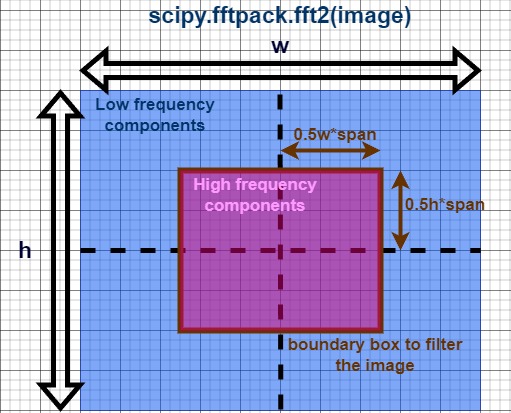 scipy.fftpack.fft2(image)
w
Low frequency
components
0.5w*span
High frequency
components
0.5h*span
h
boundary box to filter
the image